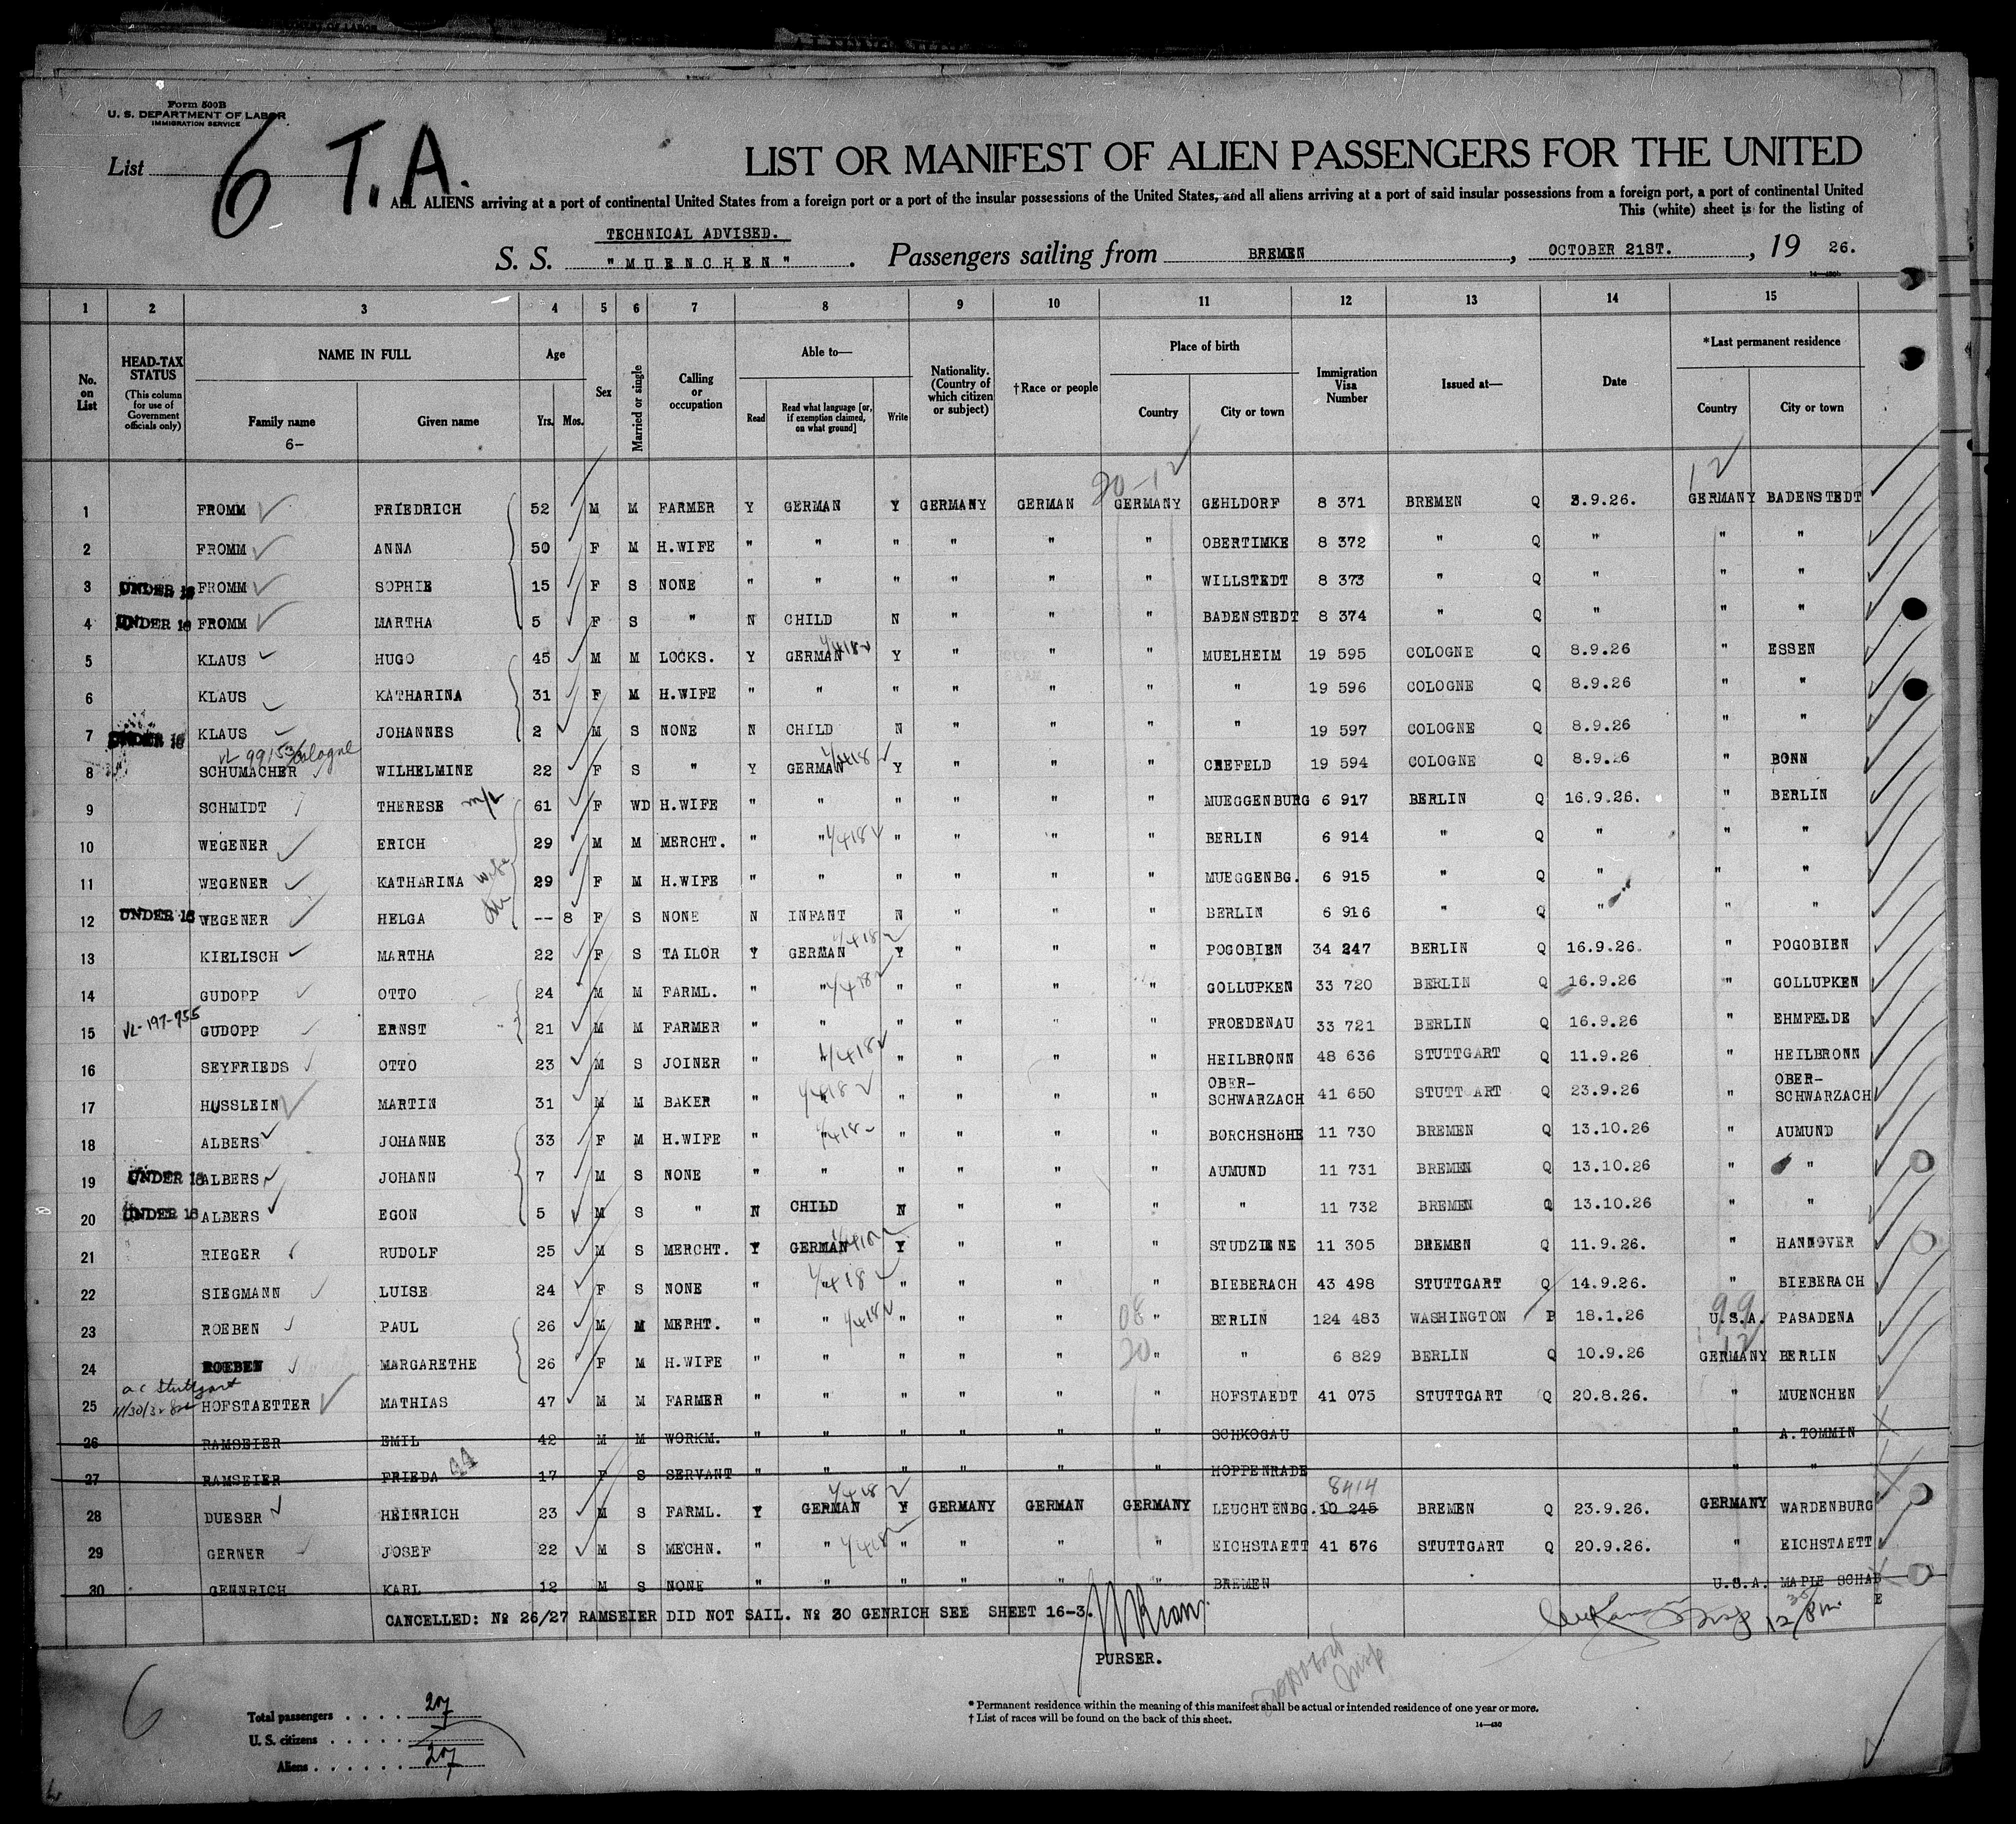 Form 500B
U. S. DEPARTMENT OF LABOR
IMMIGRATION SERVICE
List 6 T.A.
LIST OR MANIFEST OF ALIEN PASSENGERS FOR THE UNITED
ALL ALIENS arriving at a port of continental United States from a foreign port or a port of the insular possessions of the United States, and all aliens arriving at a port of said insular possessions from a foreign port, a port of continental United
This (white) sheet is for the listing of
TECHNICAL ADVISED.
S. S. "MUENCHEN". Passengers sailing from BREMEN, OCTOBER 21ST., 19 26.
1 2 3 4 5 6 7 8 9 10 11 12 13 14 15
No. on List
HEAD-TAX STATUS
(This column for use of Government officials only)
NAME IN FULL
Family name
6-
Given name
Age
Yrs. Mos.
Sex
Married or single
Calling or occupation
Able to—
Read
Read what language [or, if exemption claimed, on what ground]
Write
Nationality. (Country of which citizen or subject)
†Race or people
Place of birth
Country
City or town
Immigration Visa Number
Issued at—
Date
*Last permanent residence
Country
City or town
20-12 12
1 FROMM FRIEDRICH 52 M M FARMER Y GERMAN Y GERMANY GERMAN GERMANY GEHLDORF 8 371 BREMEN Q 3.9.26. GERMANY BADENSTEDT
2 FROMM ANNA 50 F M H.WIFE " " " " " " OBERTIMKE 8 372 " Q " " "
3 UNDER 16 FROMM SOPHIE 15 F S NONE " " " " " " WILLSTEDT 8 373 " Q " " "
4 UNDER 16 FROMM MARTHA 5 F S " N CHILD N " " " BADENSTEDT 8 374 " Q " " "
5 KLAUS HUGO 45 M M LOCKS. Y GERMAN Y " " " MUELHEIM 19 595 COLOGNE Q 8.9.26 " ESSEN
6 KLAUS KATHARINA 31 F M H.WIFE " " " " " " " 19 596 COLOGNE Q 8.9.26 " "
7 UNDER 16 KLAUS JOHANNES 2 M S NONE N CHILD N " " " " 19 597 COLOGNE Q 8.9.26 " "
Cologne
8 SCHUMACHER WILHELMINE 22 F S " Y GERMAN Y " " " CREFELD 19 594 COLOGNE Q 8.9.26 " BONN
9 SCHMIDT THERESE m/L 61 F WD H.WIFE " " " " " " MUEGGENBURG 6 917 BERLIN Q 16.9.26. " BERLIN
10 WEGENER ERICH 29 M M MERCHT. " " " " " " BERLIN 6 914 " Q " " "
11 WEGENER KATHARINA wife 29 F M H.WIFE " " " " " " MUEGGENBG. 6 915 " Q " " "
12 UNDER 16 WEGENER HELGA -- 8 F S NONE N INFANT N " " " BERLIN 6 916 " Q " " "
13 KIELISCH MARTHA 22 F S TAILOR Y GERMAN Y " " " POGOBIEN 34 247 BERLIN Q 16.9.26. " POGOBIEN
14 GUDOPP OTTO 24 M M FARML. " " " " " " GOLLUPKEN 33 720 BERLIN Q 16.9.26 " GOLLUPKEN
15 VL-197-755 GUDOPP ERNST 21 M M FARMER " " " " " " FROEDENAU 33 721 BERLIN Q 16.9.26 " EHMFELDE
16 SEYFRIEDS OTTO 23 M S JOINER " " " " " " HEILBRONN 48 636 STUTTGART Q 11.9.26 " HEILBRONN
17 HUSSLEIN MARTIN 31 M M BAKER " " " " " " OBER-SCHWARZACH 41 650 STUTT ART Q 23.9.26 " OBER-SCHWARZACH
18 ALBERS JOHANNE 33 F M H.WIFE " " " " " " BORCHSHöHE 11 730 BREMEN Q 13.10.26 " AUMUND
19 UNDER 16 ALBERS JOHANN 7 M S NONE " " " " " " AUMUND 11 731 BREMEN Q 13.10.26 " "
20 UNDER 16 ALBERS EGON 5 M S " N CHILD N " " " " 11 732 BREMEN Q 13.10.26 " "
21 RIEGER RUDOLF 25 M S MERCHT. Y GERMAN Y " " " STUDZIENE 11 305 BREMEN Q 11.9.26. " HANNOVER
22 SIEGMANN LUISE 24 F S NONE " " " " " " BIEBERACH 43 498 STUTTGART Q 14.9.26. " BIEBERACH
23 ROEBEN PAUL 26 M M MERHT. " " " " " 08 " BERLIN 124 483 WASHINGTON P 18.1.26 99 U.S.A. PASADENA
24 ROEBEN MARGARETHE 26 F M H.WIFE " " " " " 20 " " 6 829 BERLIN Q 10.9.26 12 GERMANY BERLIN
a.c. Stuttgart
25 HOFSTAETTER MATHIAS 47 M M FARMER " " " " " " HOFSTAEDT 41 075 STUTTGART Q 20.8.26. " MUENCHEN
26 RAMSEIER EMIL 42 M M WORKM. " " " " " " SCHKOGAU " A.TOMMIN
27 RAMSEIER FRIEDA 17 F S SERVANT " " " " " " HOPPENRADE " "
8414
28 DUESER HEINRICH 23 M S FARML. Y GERMAN Y GERMANY GERMAN GERMANY LEUCHTENBG. 10 245 BREMEN Q 23.9.26. GERMANY WARDENBURG
29 GERNER JOSEF 22 M S MECHN. " " " " " " EICHSTAETT 41 576 STUTTGART Q 20.9.26. " EICHSTAETT
30 GENNRICH KARL 12 M S NONE " " " " " " BREMEN U.S.A. MAPLE SCHADE
CANCELLED: No 26/27 RAMSEIER DID NOT SAIL. No 30 GENRICH SEE SHEET 16-3.
PURSER.
6
Total passengers . . . . 27
U. S. citizens . . . . .
Aliens . . . . . . 27
* Permanent residence within the meaning of this manifest shall be actual or intended residence of one year or more.
† List of races will be found on the back of this sheet.
14—430